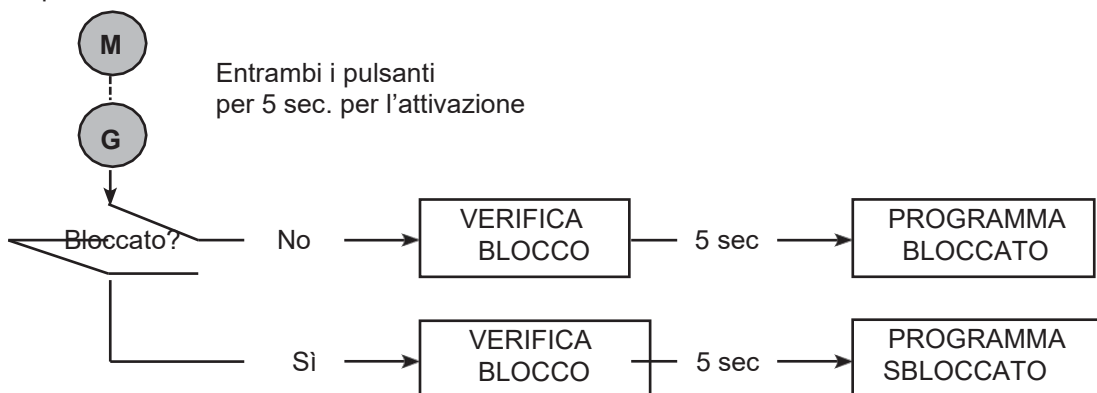 M
Entrambi i pulsanti
per 5 sec. per l'attivazione
G
Bloccato?
No
VERIFICA
BLOCCO
5 sec
PROGRAMMA
BLOCCATO
Sì
VERIFICA
BLOCCO
5 sec
PROGRAMMA
SBLOCCATO